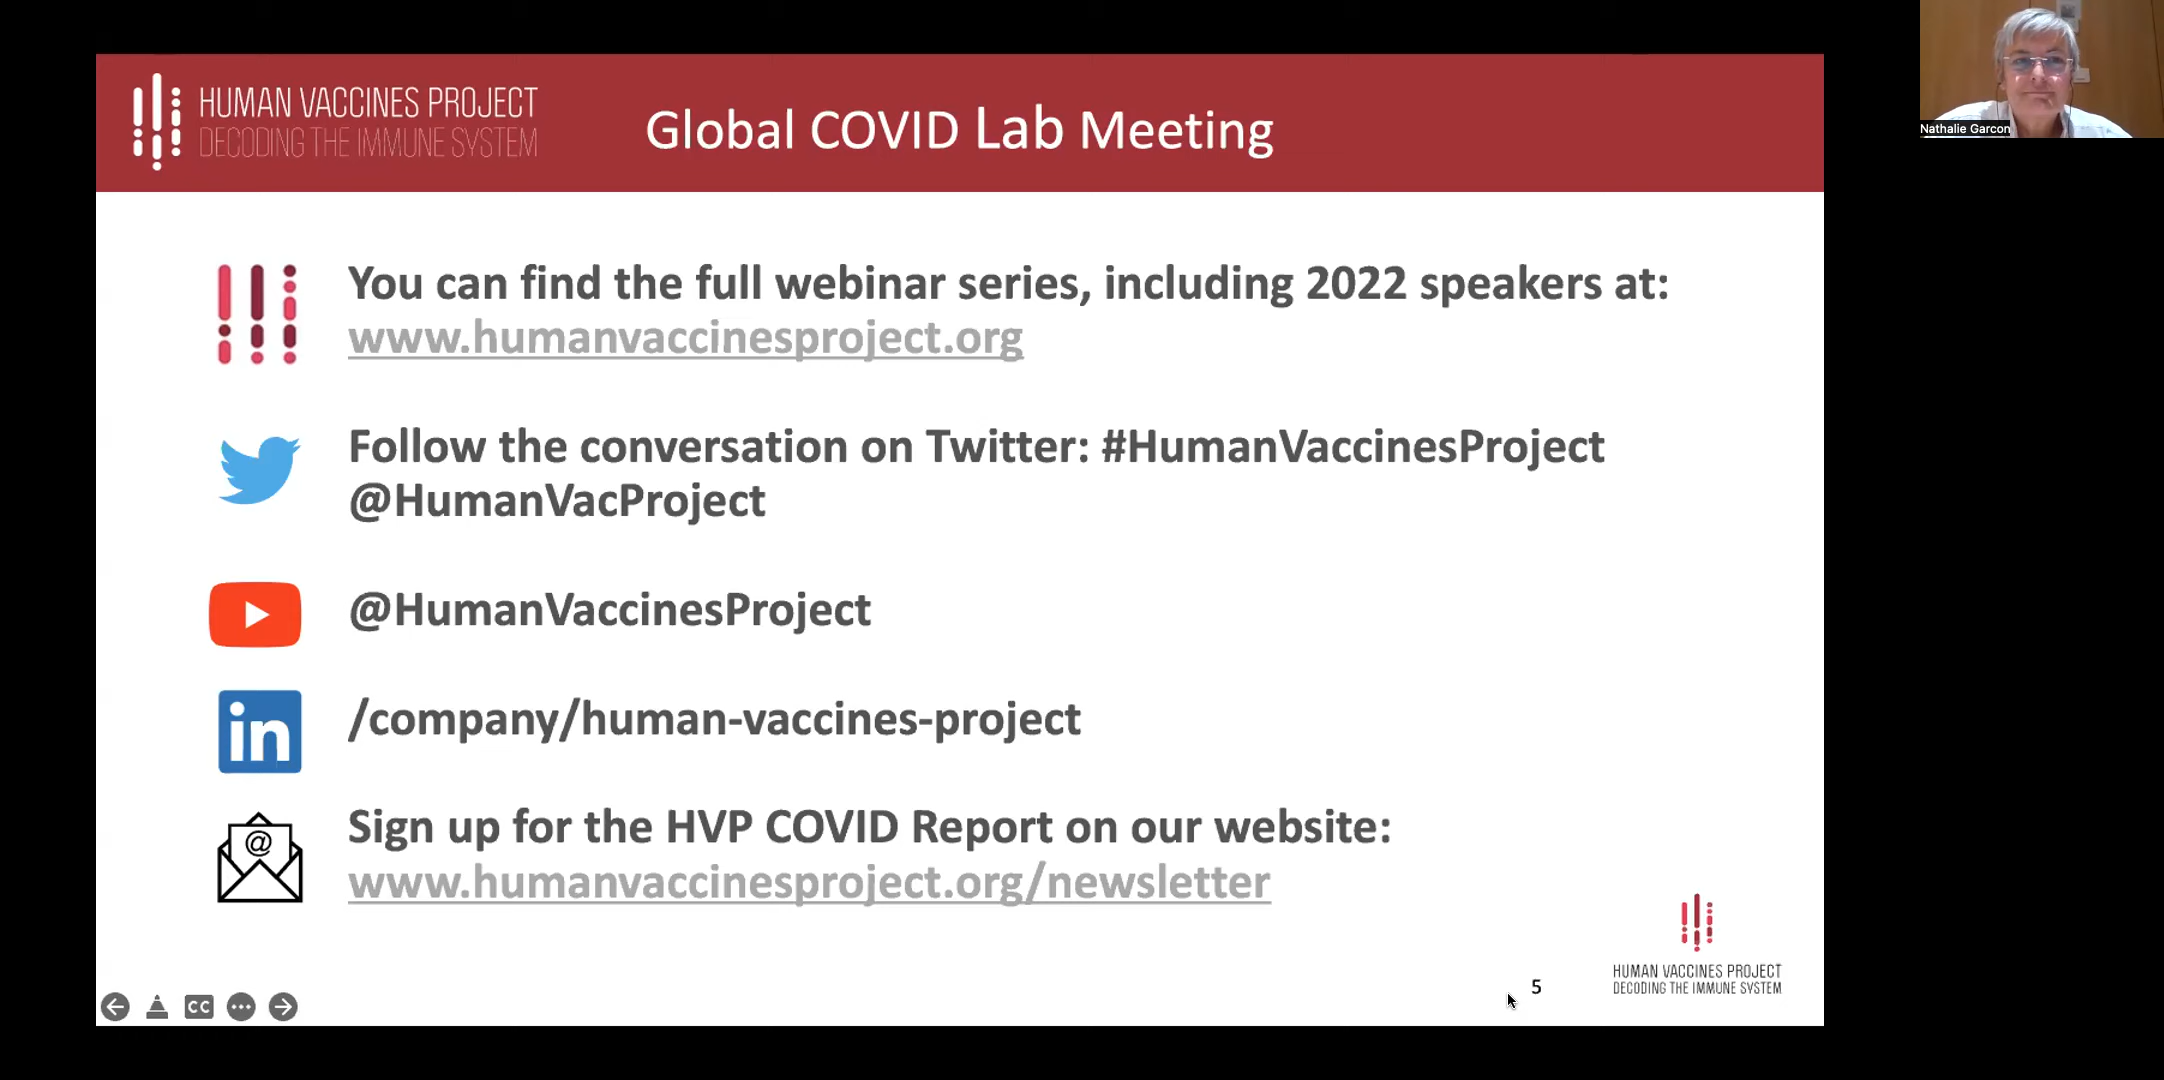 HUMAN VACCINES PROJECT
DECODING THE IMMUNE SYSTEM
Global COVID Lab Meeting
Nathalie Garcon
You can find the full webinar series, including 2022 speakers at:
www.humanvaccinesproject.org
Follow the conversation on Twitter: #HumanVaccinesProject
@HumanVacProject
@HumanVaccinesProject
in
/company/human-vaccines-project
@
Sign up for the HVP COVID Report on our website:
www.humanvaccinesproject.org/newsletter
CC
5
HUMAN VACCINES PROJECT
DECODING THE IMMUNE SYSTEM